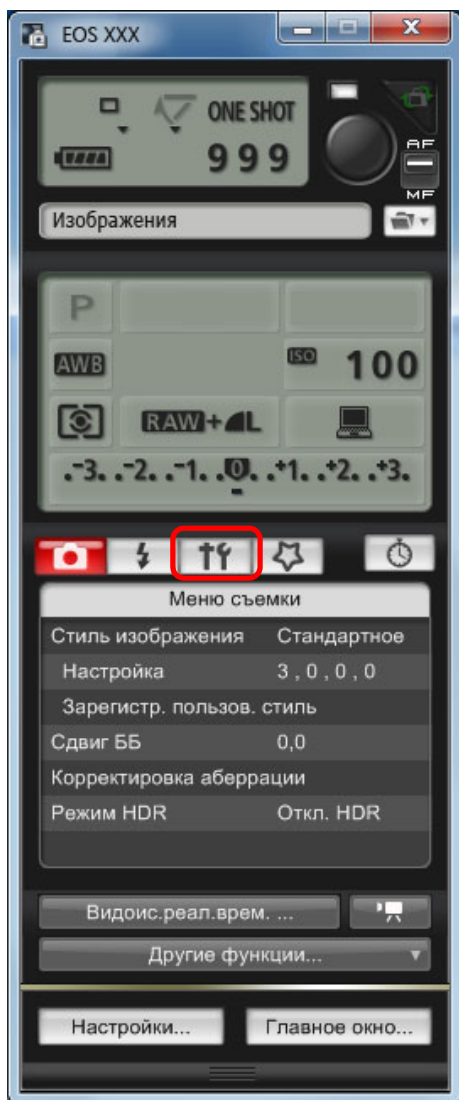 EOS XXX
ONE SHOT
999
AF
MF
Изображения
P
AWB
ISO 100
RAW+L
.-3. .-2. .-1. .0. .+1. .+2. .+3.
Меню съемки
Стиль изображения Стандартное
Настройка 3 , 0 , 0 , 0
Зарегистр. пользов. стиль
Сдвиг ББ 0,0
Корректировка аберрации
Режим HDR Откл. HDR
Видоис.реал.врем. ...
Другие функции...
Настройки... Главное окно...